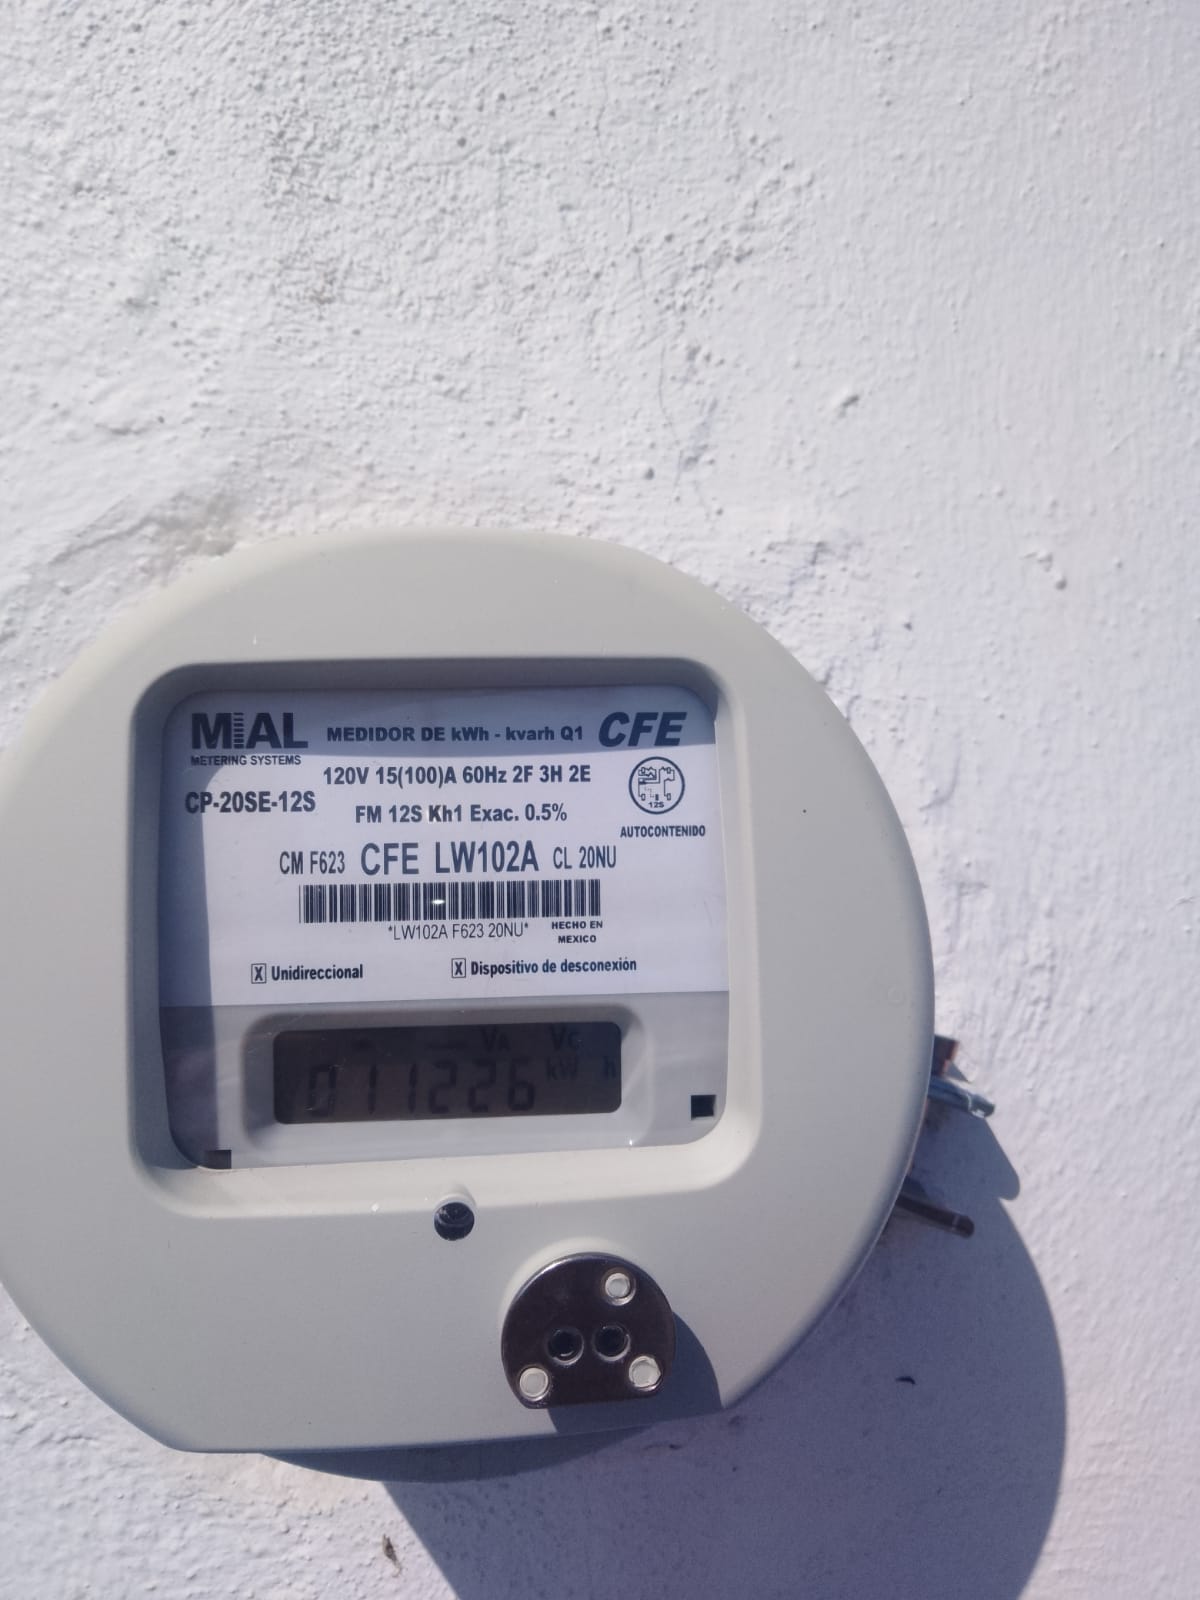 MIAL
METERING SYSTEMS
MEDIDOR DE kWh - kvarh Q1
CFE
120V 15(100)A 60Hz 2F 3H 2E
CP-20SE-12S
FM 12S Kh1 Exac. 0.5%
12S
AUTOCONTENIDO
CM F623 CFE LW102A CL 20NU
*LW102A F623 20NU*
HECHO EN
MEXICO
X Unidireccional
X Dispositivo de desconexión
VA VC
071226 kW h